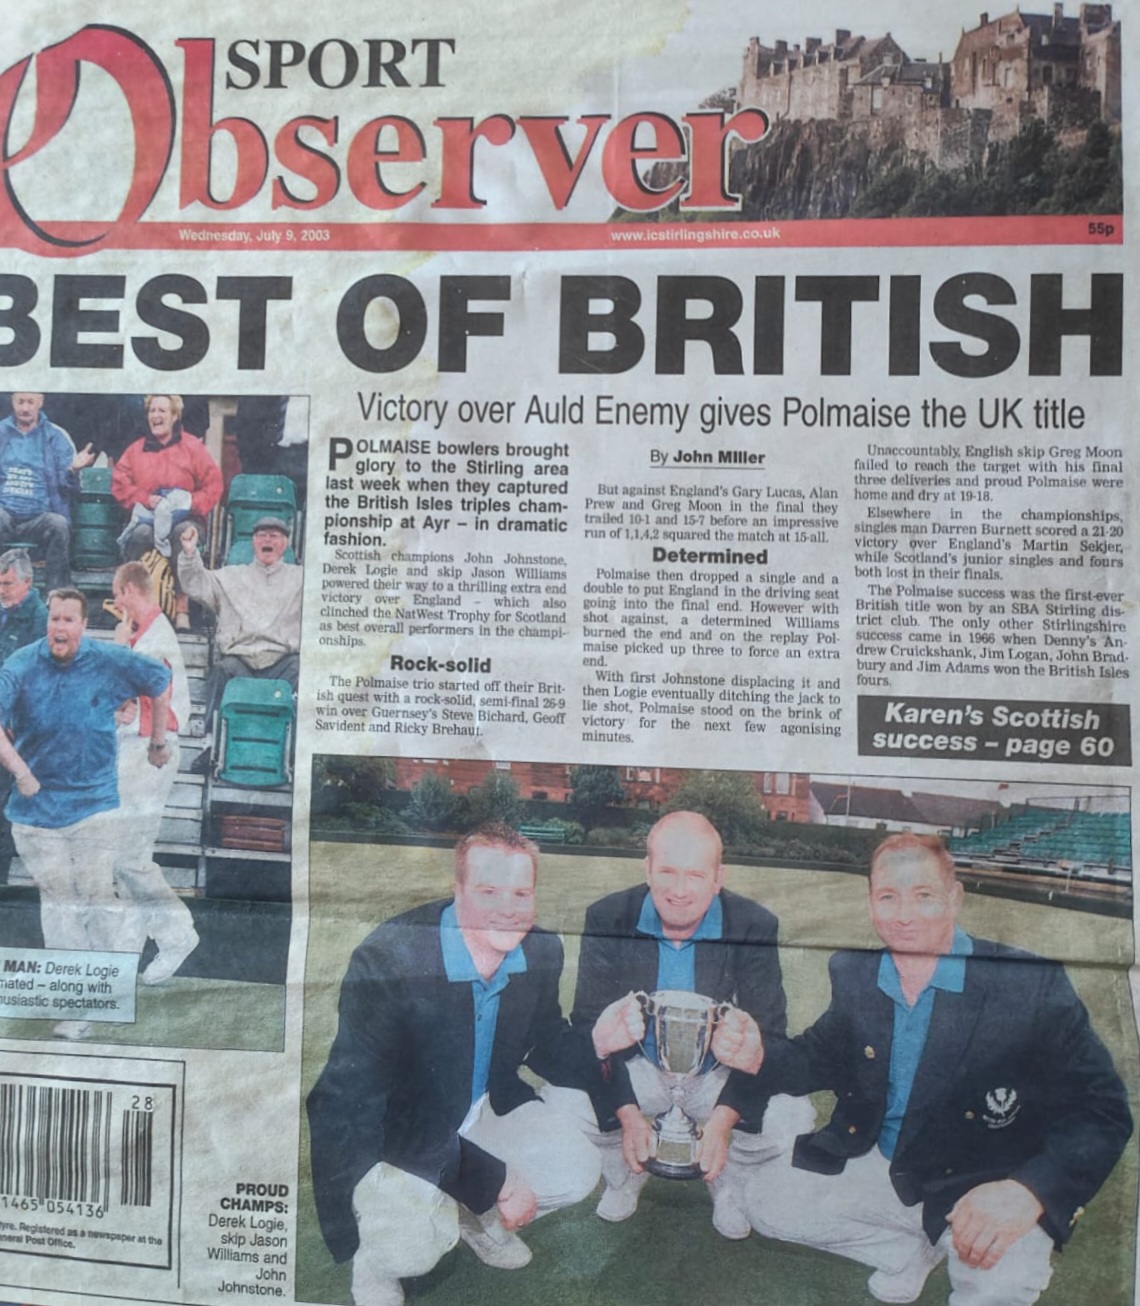 SPORT
Observer
Wednesday, July 9, 2003
www.icstirlingshire.co.uk
55p
BEST OF BRITISH
Victory over Auld Enemy gives Polmaise the UK title
POLMAISE bowlers brought
glory to the Stirling area
last week when they captured
the British Isles triples cham-
pionship at Ayr – in dramatic
fashion.
Scottish champions John Johnstone,
Derek Logie and skip Jason Williams
powered their way to a thrilling extra end
victory over England – which also
clinched the NatWest Trophy for Scotland
as best overall performers in the champi-
onships.
Rock-solid
The Polmaise trio started off their Brit-
ish quest with a rock-solid, semi-final 26-9
win over Guernsey's Steve Bichard, Geoff
Savident and Ricky Brehaut.
By John Miller
But against England's Gary Lucas, Alan
Prew and Greg Moon in the final they
trailed 10-1 and 15-7 before an impressive
run of 1,1,4,2 squared the match at 15-all.
Determined
Polmaise then dropped a single and a
double to put England in the driving seat
going into the final end. However with
shot against, a determined Williams
burned the end and on the replay Pol-
maise picked up three to force an extra
end.
With first Johnstone displacing it and
then Logie eventually ditching the jack to
lie shot, Polmaise stood on the brink of
victory for the next few agonising
minutes.
Unaccountably, English skip Greg Moon
failed to reach the target with his final
three deliveries and proud Polmaise were
home and dry at 19-18.
Elsewhere in the championships,
singles man Darren Burnett scored a 21-20
victory over England's Martin Sekjer,
while Scotland's junior singles and fours
both lost in their finals.
The Polmaise success was the first-ever
British title won by an SBA Stirling dis-
trict club. The only other Stirlingshire
success came in 1966 when Denny's An-
drew Cruickshank, Jim Logan, John Brad-
bury and Jim Adams won the British Isles
fours.
Karen's Scottish
success – page 60
MAN: Derek Logie
mated – along with
husiastic spectators.
28
1465 054136
yre. Registered as a newspaper at the
neral Post Office.
PROUD
CHAMPS:
Derek Logie,
skip Jason
Williams and
John
Johnstone.